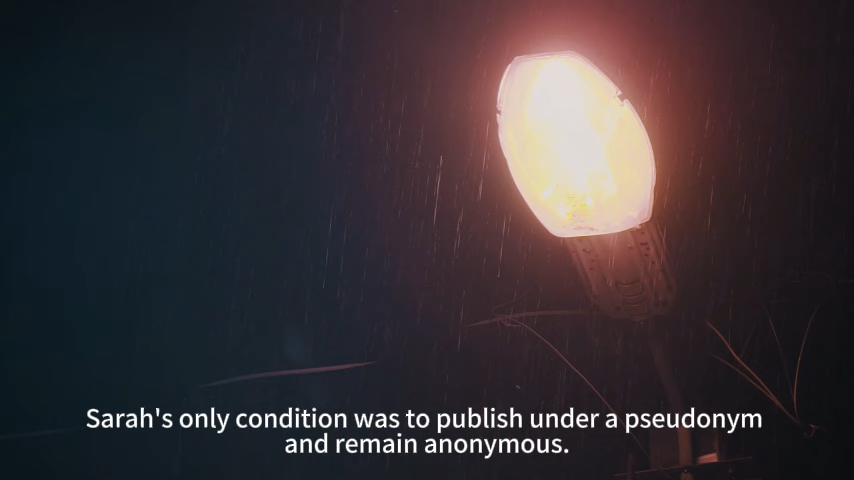 Sarah's only condition was to publish under a pseudonym
and remain anonymous.